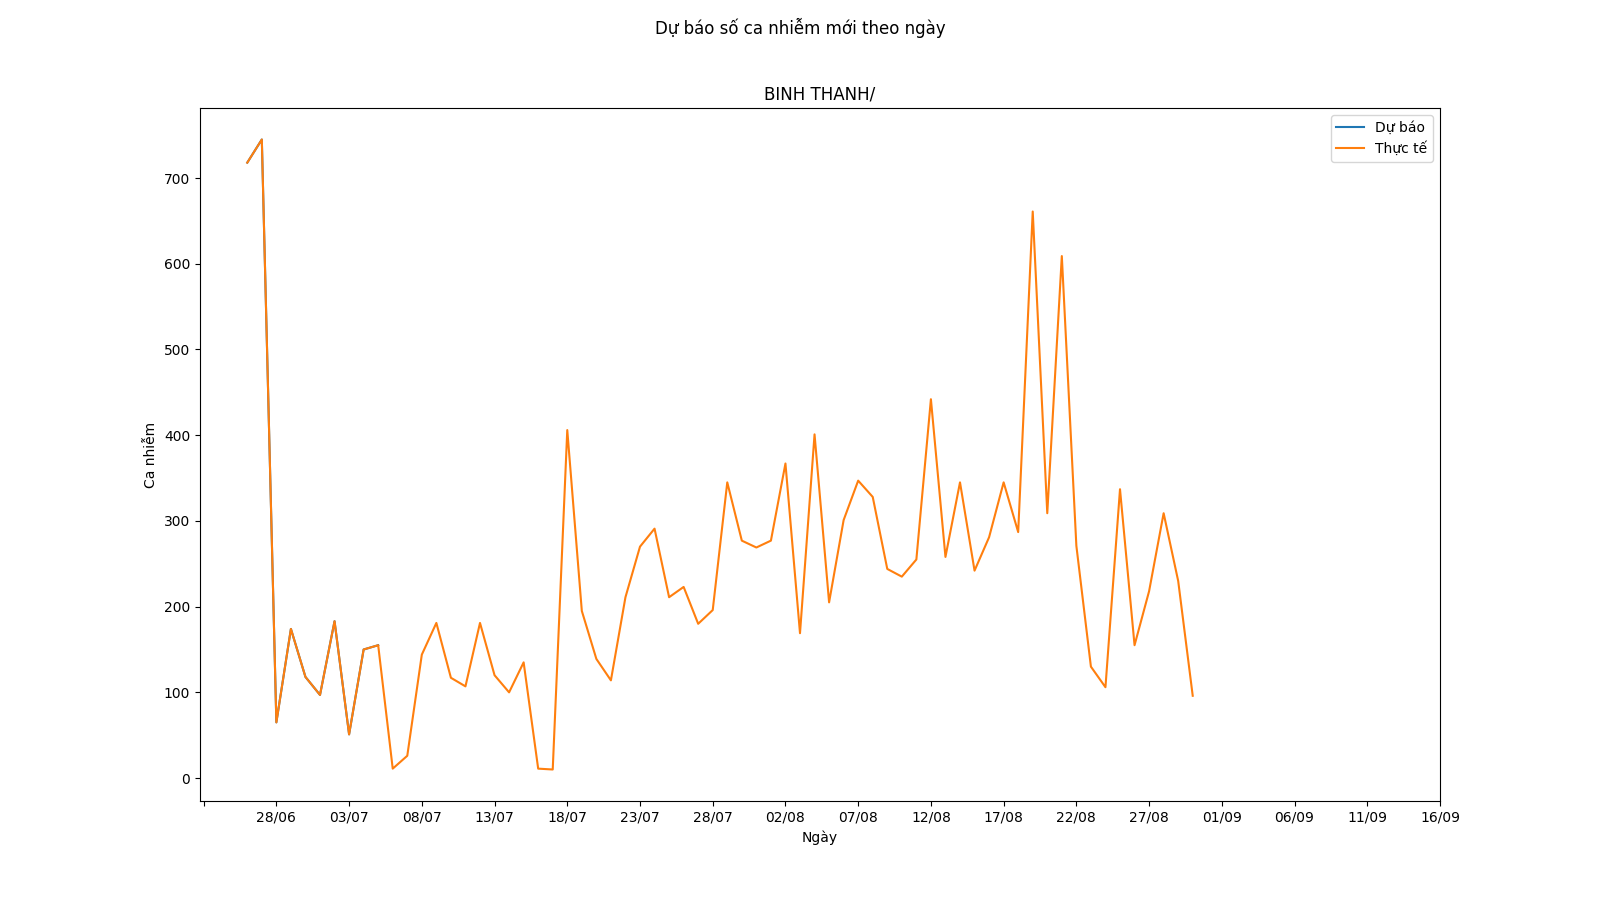 Dự báo số ca nhiễm mới theo ngày
BINH THANH/
Dự báo
Thực tế
Ca nhiễm
700
600
500
400
300
200
100
0
28/06 03/07 08/07 13/07 18/07 23/07 28/07 02/08 07/08 12/08 17/08 22/08 27/08 01/09 06/09 11/09 16/09
Ngày